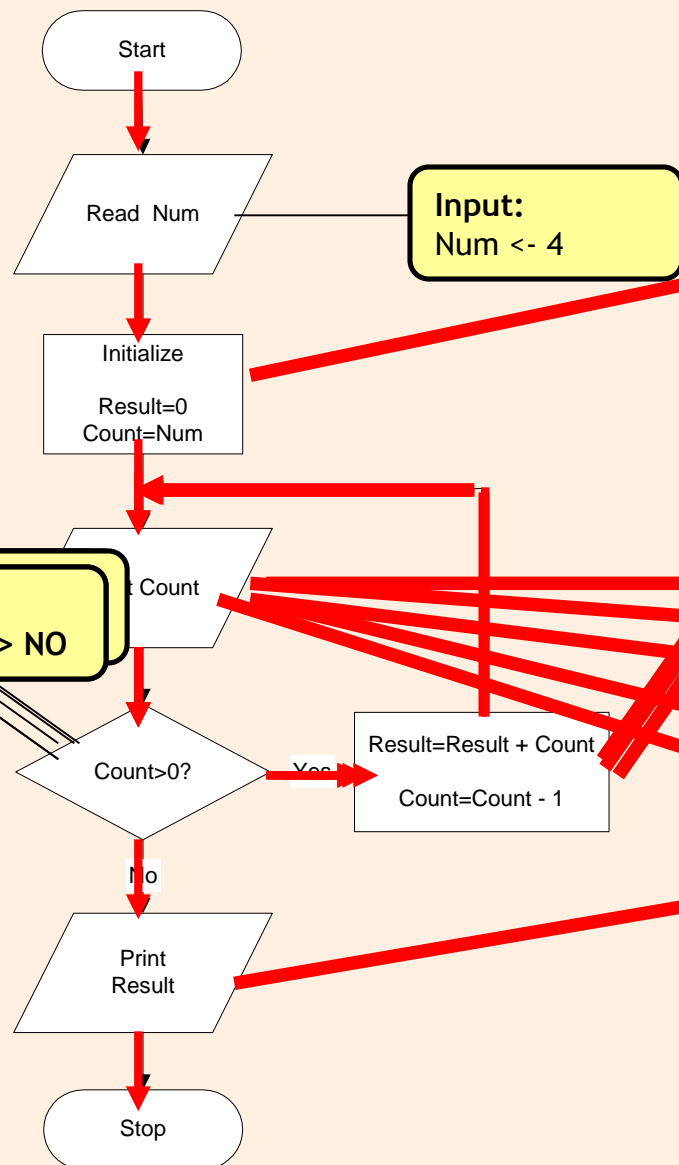 Start
Read Num
Input:
Num <- 4
Initialize
Result=0
Count=Num
Count
> NO
Result=Result + Count
Count=Count - 1
Count>0?
Yes
No
Print
Result
Stop